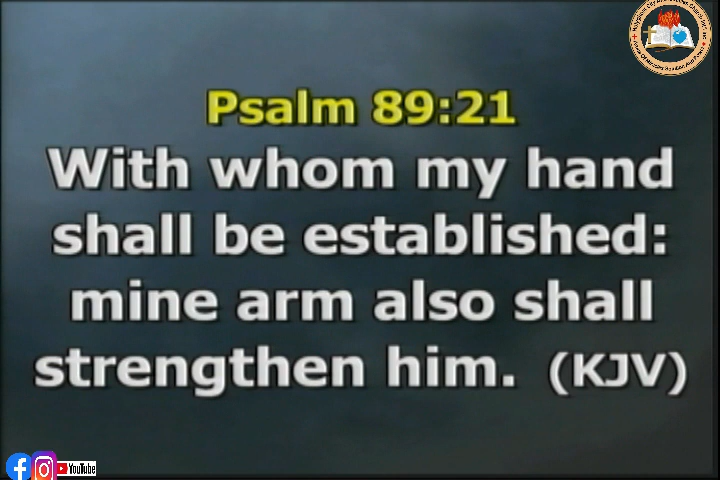 Psalm 89:21
With whom my hand
shall be established:
mine arm also shall
strengthen him. (KJV)
YouTube